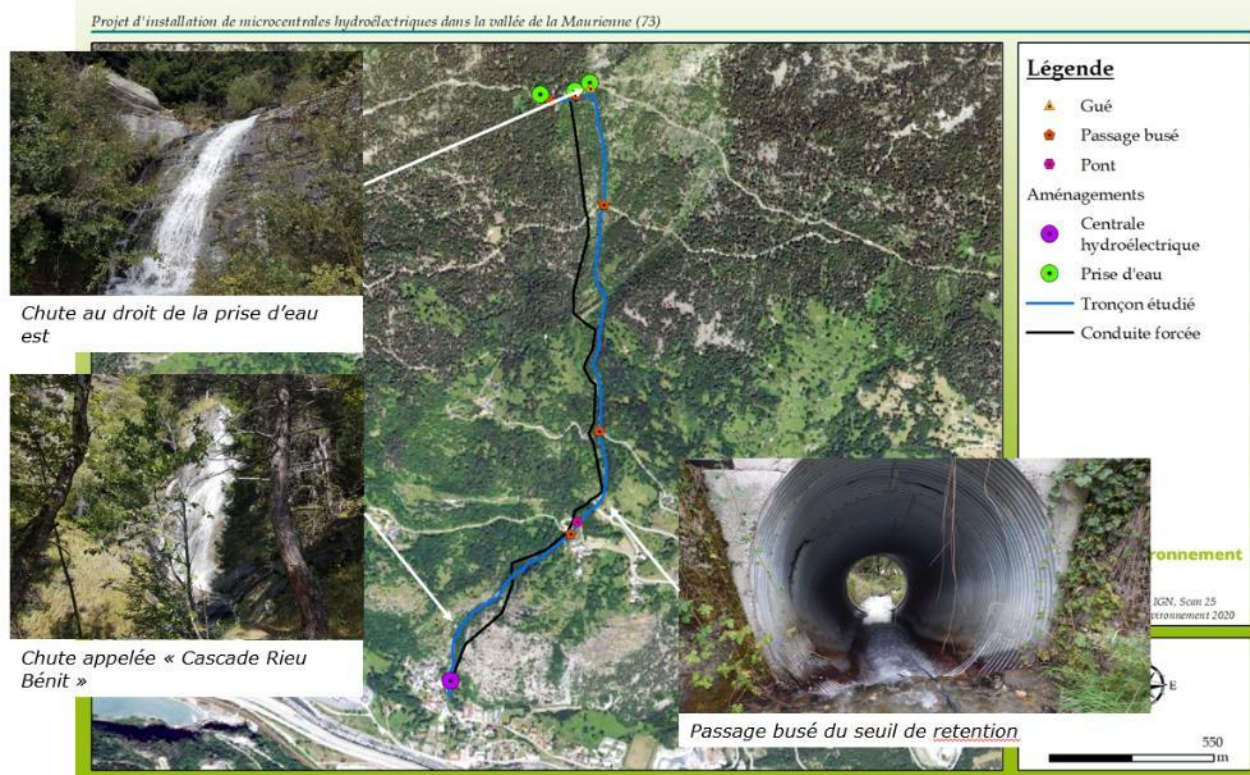 Projet d'installation de microcentrales hydroélectriques dans la vallée de la Maurienne (73)
Chute au droit de la prise d'eau
est
Chute appelée « Cascade Rieu
Bénit »
Légende
Gué
Passage busé
Pont
Aménagements
Centrale
hydroélectrique
Prise d'eau
Tronçon étudié
Conduite forcée
Passage busé du seuil de retention
ronnement
IGN, Scan 25
vironnement 2020
E
550
m